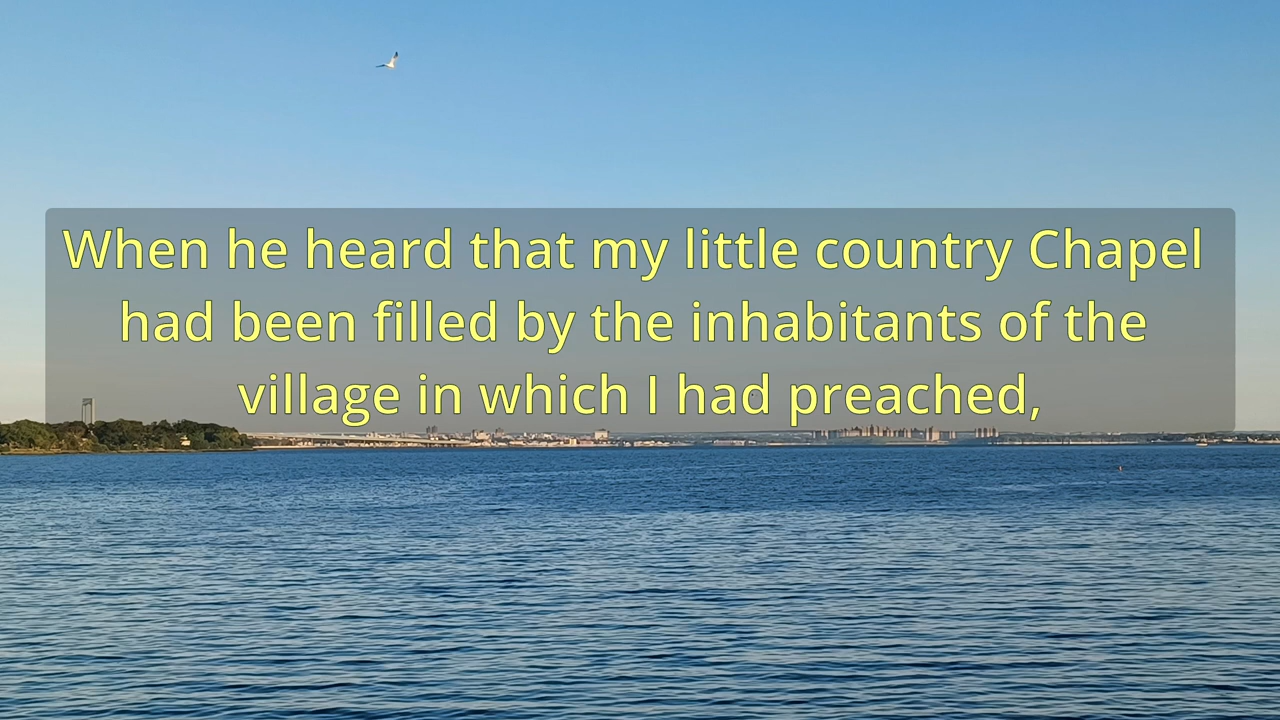 When he heard that my little country Chapel
had been filled by the inhabitants of the
village in which I had preached,